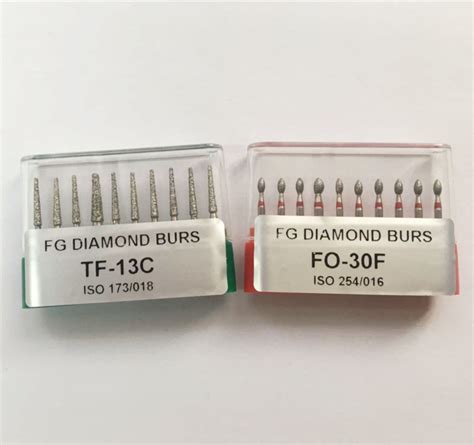 FG DIAMOND BURS
TF-13C
ISO 173/018
FG DIAMOND BURS
FO-30F
ISO 254/016